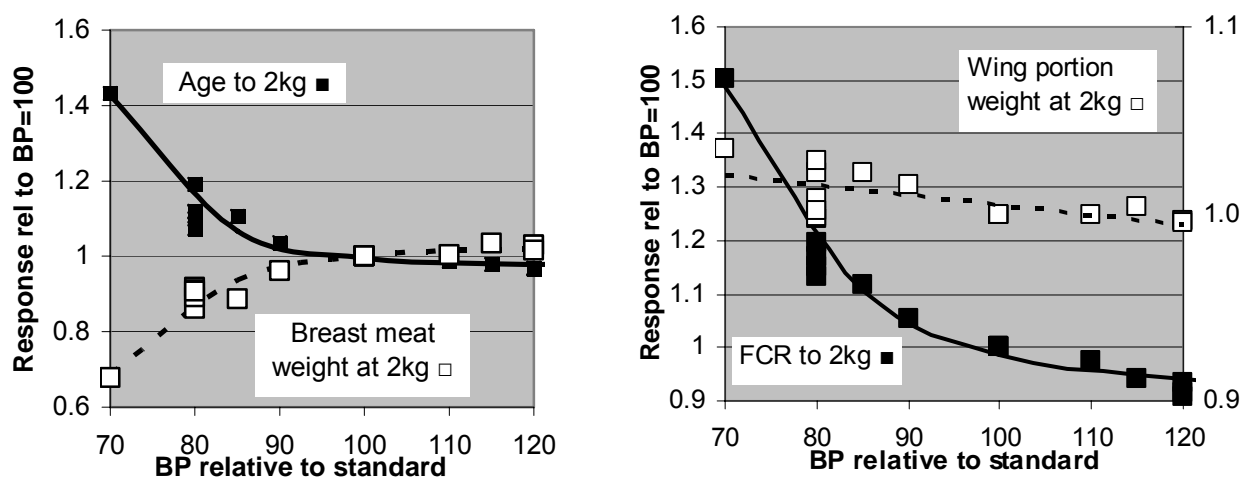 Response rel to BP=100
1.6
1.4
1.2
1
0.8
0.6
Age to 2kg ■
Breast meat
weight at 2kg □
70 80 90 100 110 120
BP relative to standard
Response rel to BP=100
1.6
1.5
1.4
1.3
1.2
1.1
1
0.9
Wing portion
weight at 2kg □
FCR to 2kg ■
1.1
1.0
0.9
70 80 90 100 110 120
BP relative to standard